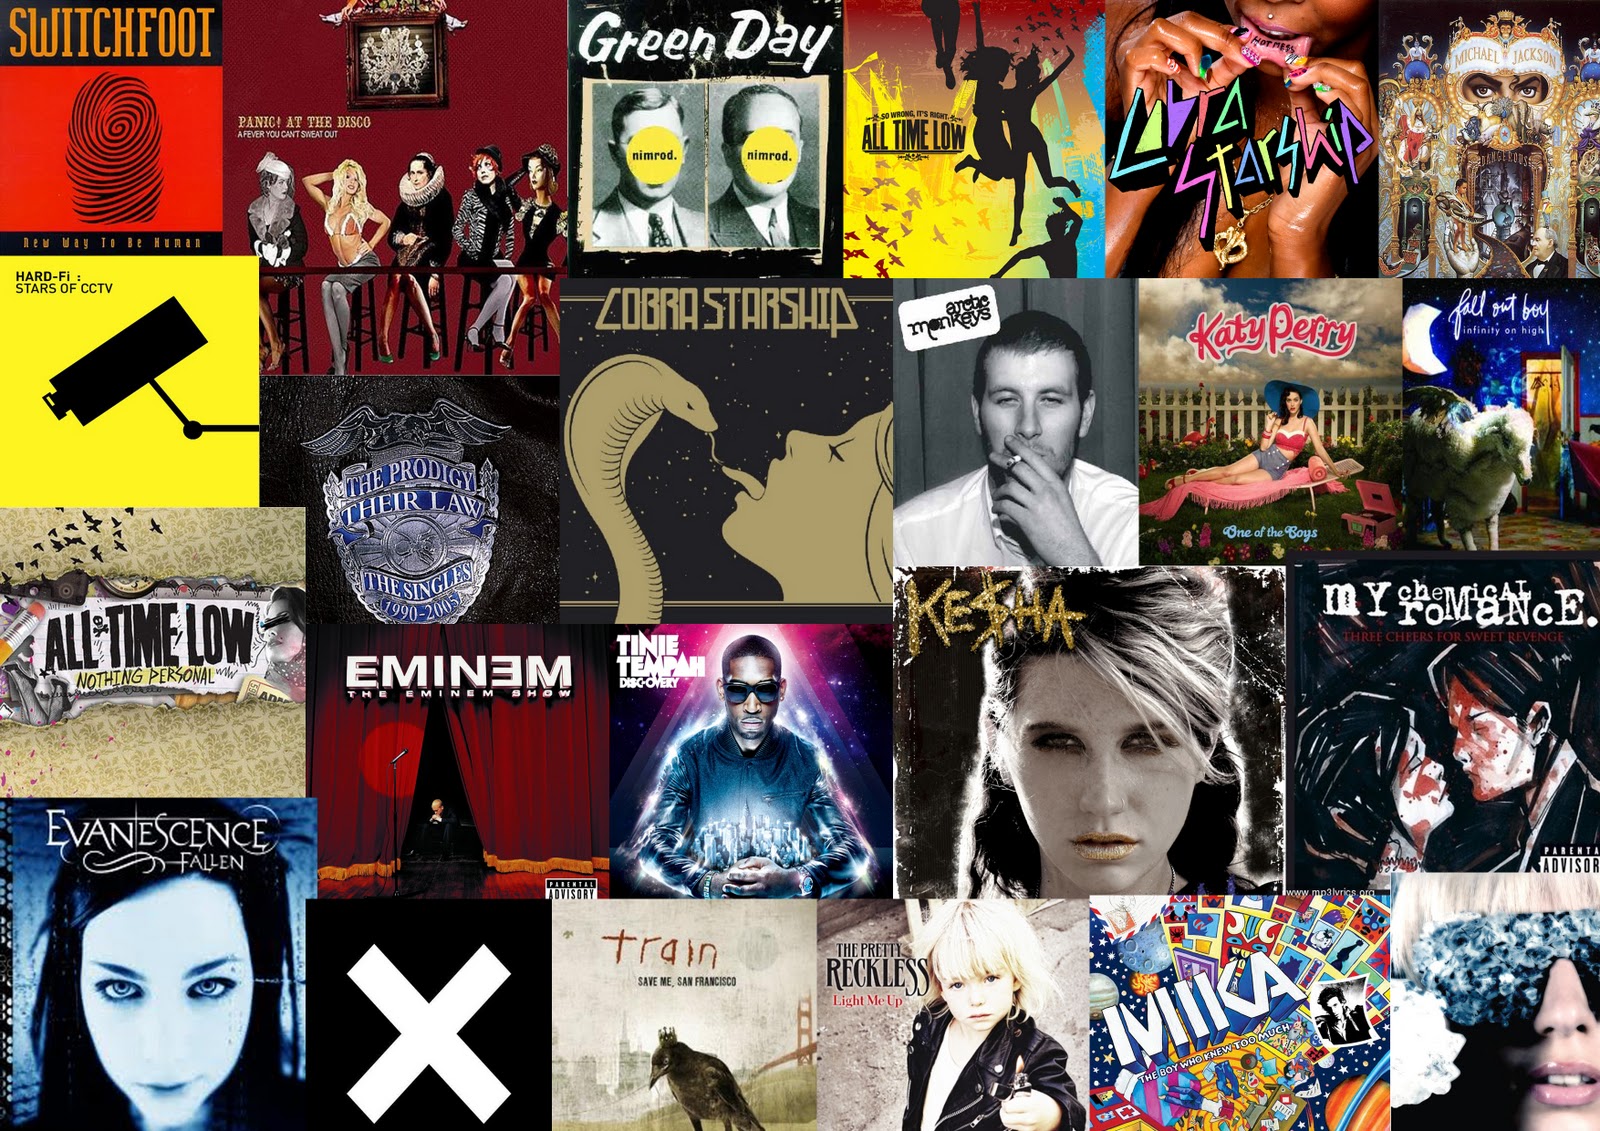 SWITCHFOOT
New Way To Be Human
PANIC! AT THE DISCO
A FEVER YOU CAN'T SWEAT OUT
Green Day
nimrod.
nimrod.
SO WRONG, IT'S RIGHT
ALL TIME LOW
HOT MESS
Cobra
Starship
MICHAEL JACKSON
DANGEROUS
HARD-Fi :
STARS OF CCTV
THE PRODIGY
THEIR LAW
THE SINGLES
1990-2005
COBRA STARSHIP
arctic
monkeys
Katy Perry
One of the Boys
fall out boy
infinity on high
ALL TIME LOW
NOTHING PERSONAL
EMINEM
THE EMINEM SHOW
PARENTAL
ADVISORY
TINIE
TEMPAH
DISC-OVERY
KE$HA
mY cheMicAL
roMaNcE.
THREE CHEERS FOR SWEET REVENGE
PARENTA
ADVISOR
www.mp3lyrics.org
EVANESCENCE
FALLEN
train
SAVE ME, SAN FRANCISCO
THE PRETTY
RECKLESS
Light Me Up
MIKA
THE BOY WHO KNEW TOO MUCH